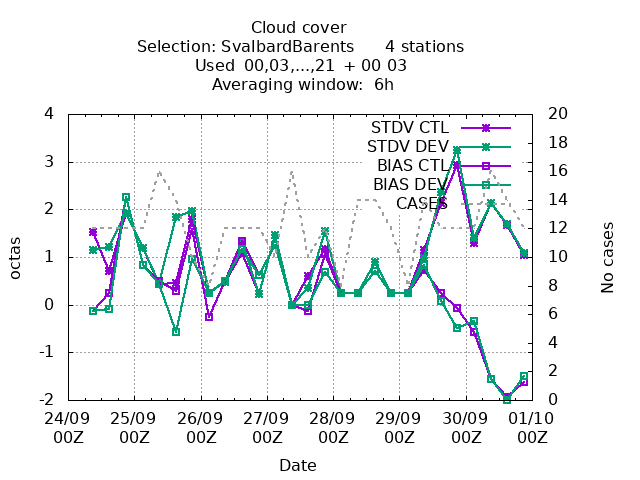 Cloud cover
Selection: SvalbardBarents 4 stations
Used 00,03,...,21 + 00 03
Averaging window: 6h
STDV CTL
STDV DEV
BIAS CTL
BIAS DEV
CASES
octas
4
3
2
1
0
-1
-2
No cases
20
18
16
14
12
10
8
6
4
2
0
24/09 25/09 26/09 27/09 28/09 29/09 30/09 01/10
00Z 00Z 00Z 00Z 00Z 00Z 00Z 00Z
Date